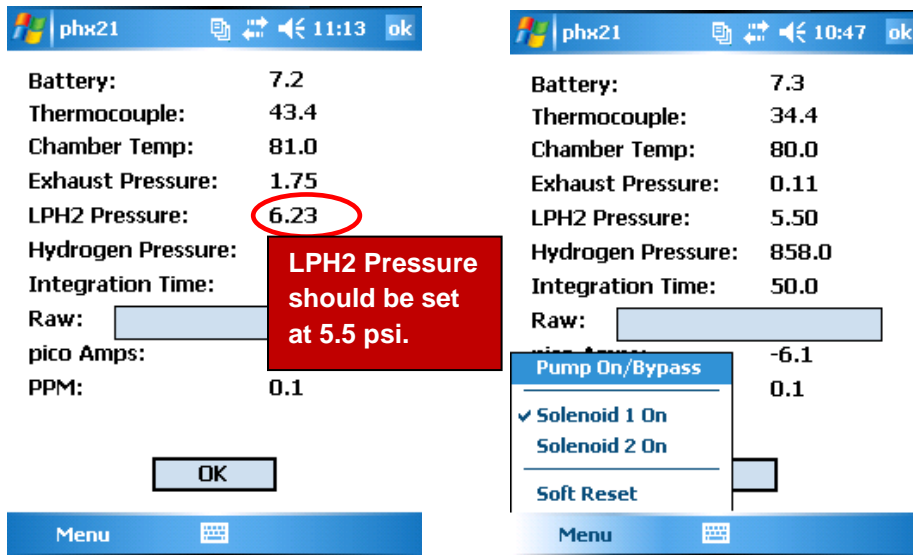 phx21 11:13 ok
Battery: 7.2
Thermocouple: 43.4
Chamber Temp: 81.0
Exhaust Pressure: 1.75
LPH2 Pressure: 6.23
Hydrogen Pressure:
Integration Time:
Raw:
pico Amps:
PPM: 0.1
LPH2 Pressure
should be set
at 5.5 psi.
OK
Menu
phx21 10:47 ok
Battery: 7.3
Thermocouple: 34.4
Chamber Temp: 80.0
Exhaust Pressure: 0.11
LPH2 Pressure: 5.50
Hydrogen Pressure: 858.0
Integration Time: 50.0
Raw:
-6.1
0.1
Pump On/Bypass
Solenoid 1 On
Solenoid 2 On
Soft Reset
Menu